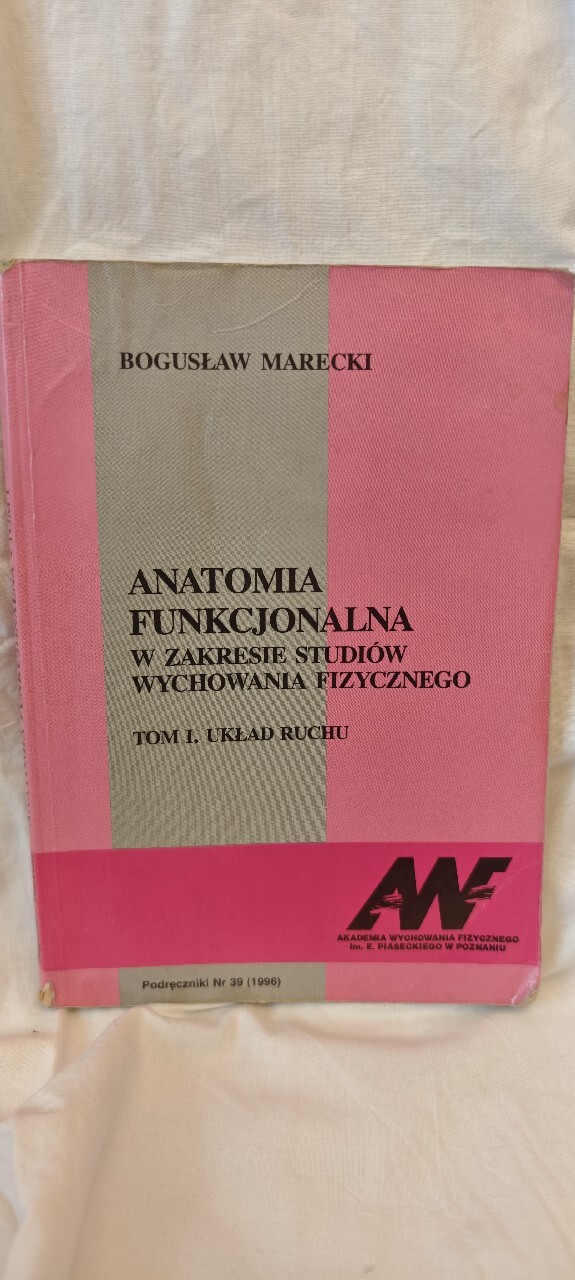 BOGUSŁAW MARECKI
ANATOMIA
FUNKCJONALNA
W ZAKRESIE STUDIÓW
WYCHOWANIA FIZYCZNEGO
TOM I. UKŁAD RUCHU
AWF
AKADEMIA WYCHOWANIA FIZYCZNEGO
im. E. PIASECKIEGO W POZNANIU
Podręczniki Nr 39 (1996)